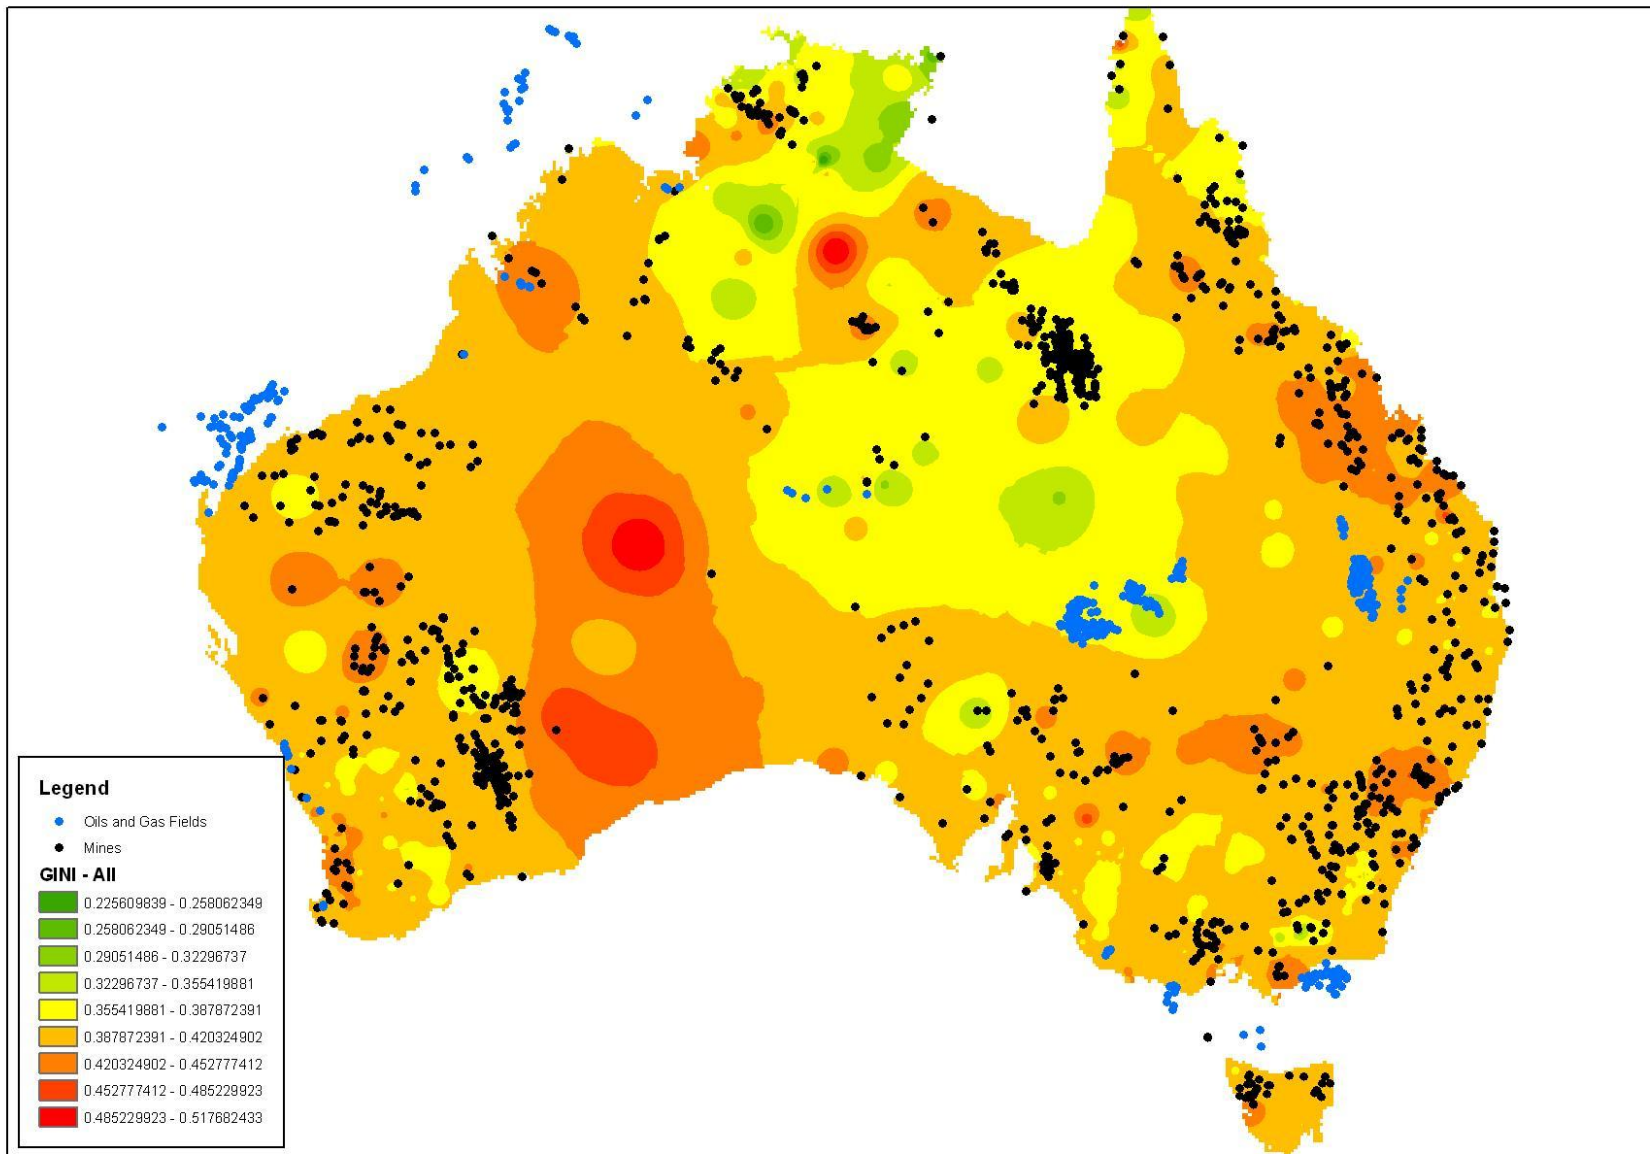 Legend
Oils and Gas Fields
Mines
GINI - All
0.225609839 - 0.258062349
0.258062349 - 0.29051486
0.29051486 - 0.32296737
0.32296737 - 0.355419881
0.355419881 - 0.387872391
0.387872391 - 0.420324902
0.420324902 - 0.452777412
0.452777412 - 0.485229923
0.485229923 - 0.517682433